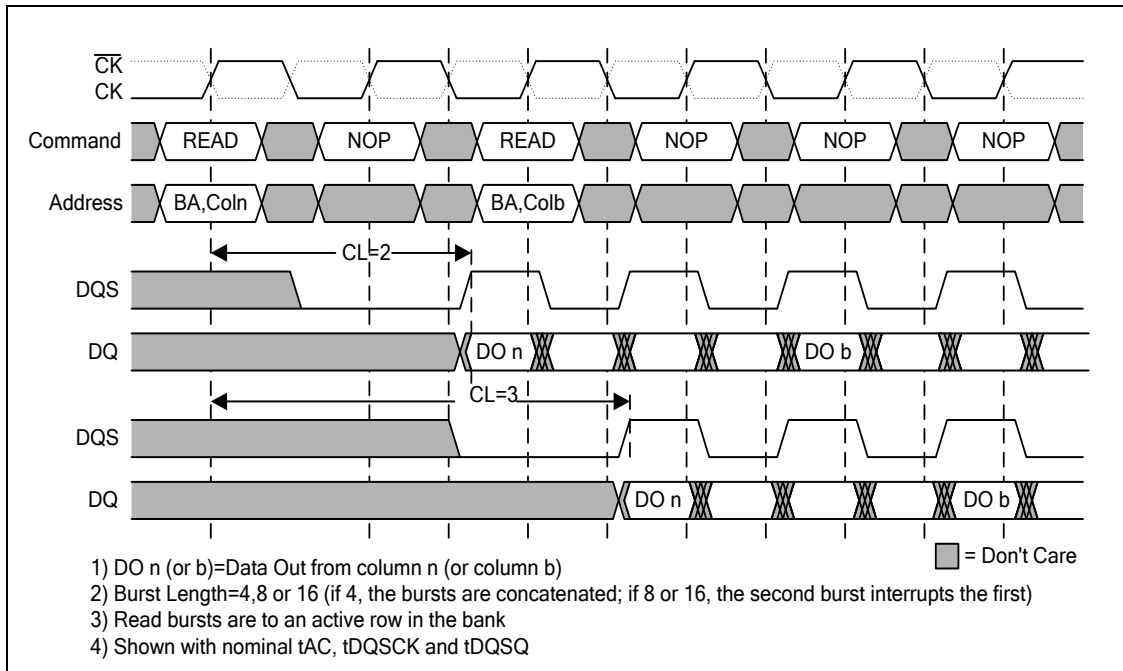 CK
CK
Command READ NOP READ NOP NOP NOP
Address BA,Coln BA,Colb
CL=2
DQS
DQ DO n DO b
CL=3
DQS
DQ DO n DO b
1) DO n (or b)=Data Out from column n (or column b)
= Don't Care
2) Burst Length=4,8 or 16 (if 4, the bursts are concatenated; if 8 or 16, the second burst interrupts the first)
3) Read bursts are to an active row in the bank
4) Shown with nominal tAC, tDQSCK and tDQSQ